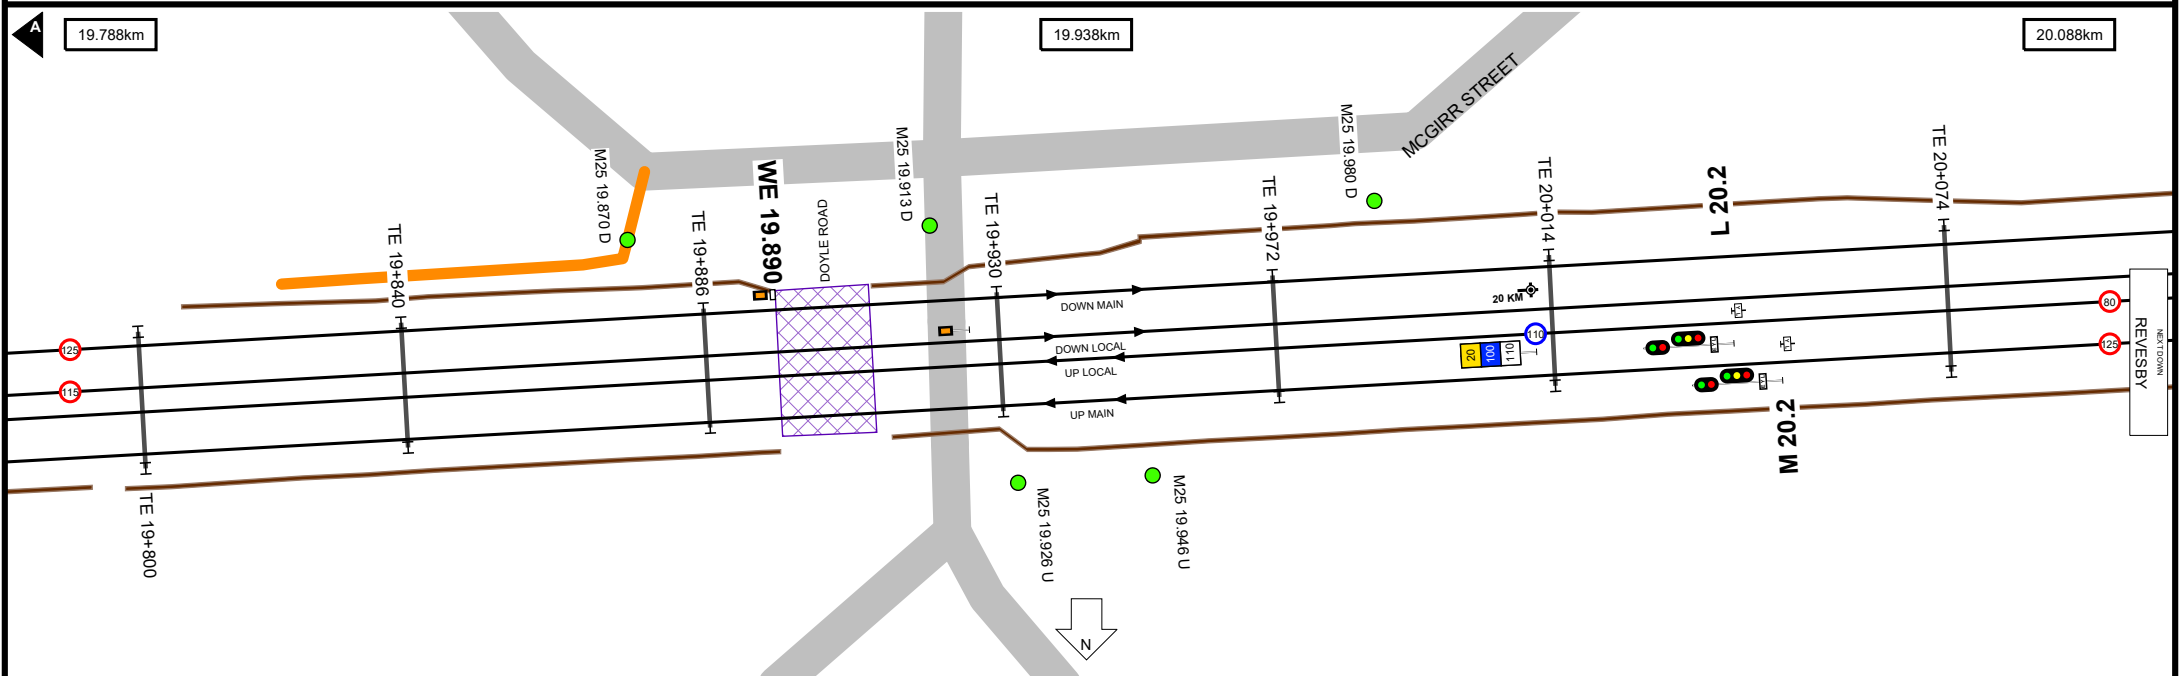 A
19.788km
19.938km
20.088km
MCGIRR STREET
M25 19.870 D
WE 19.890
DOYLE ROAD
M25 19.913 D
M25 19.980 D
TE 19+840
TE 19+886
TE 19+930
TE 19+972
TE 20+014
L 20.2
TE 20+074
DOWN MAIN
DOWN LOCAL
UP LOCAL
UP MAIN
20 KM
125
115
20
100
110
110
80
125
NEXT DOWN
REVESBY
M 20.2
TE 19+800
M25 19.926 U
M25 19.946 U
N